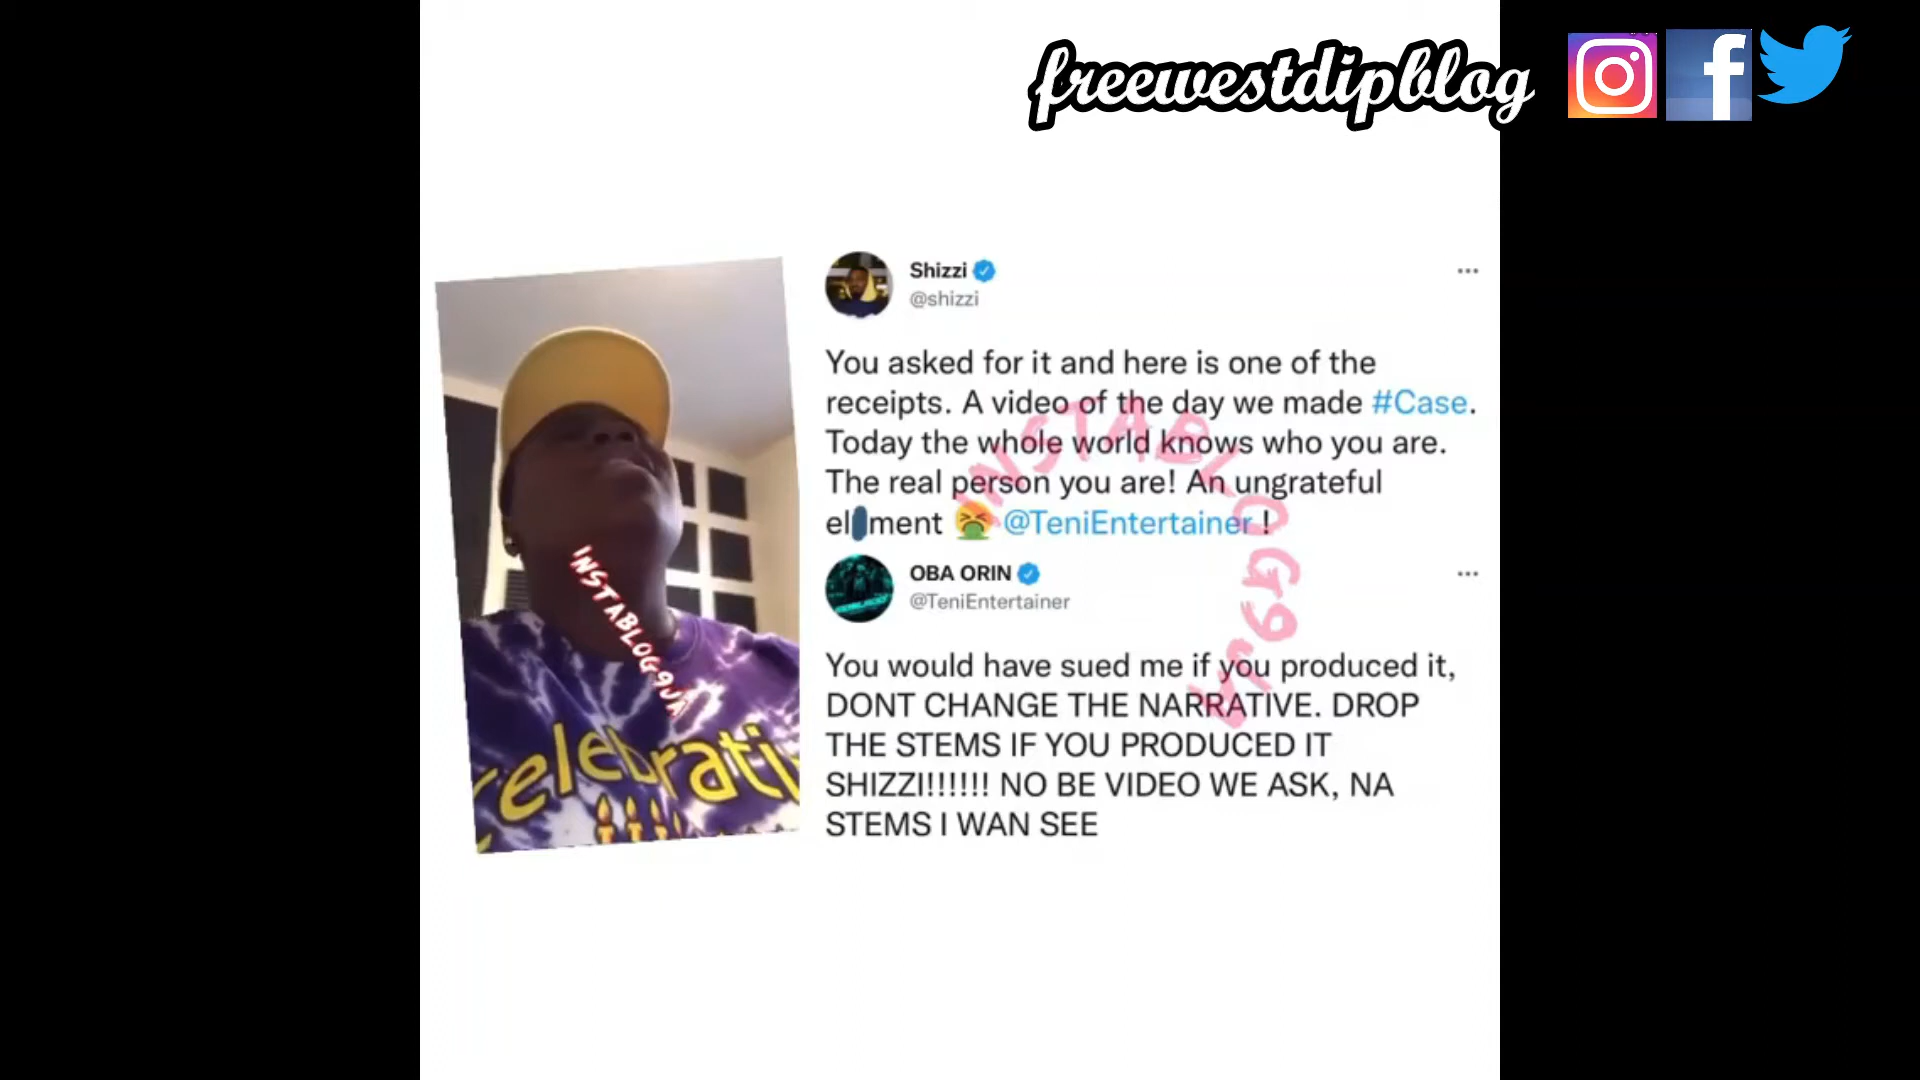 freewestdipblog
Shizzi
@shizzi
You asked for it and here is one of the
receipts. A video of the day we made #Case.
Today the whole world knows who you are.
The real person you are! An ungrateful
el ment @TeniEntertainer !
OBA ORIN
@TeniEntertainer
You would have sued me if you produced it,
DONT CHANGE THE NARRATIVE. DROP
THE STEMS IF YOU PRODUCED IT
SHIZZI!!!!!! NO BE VIDEO WE ASK, NA
STEMS I WAN SEE
INSTABLOG9JA
INSTABLOG9JA
Celebrati